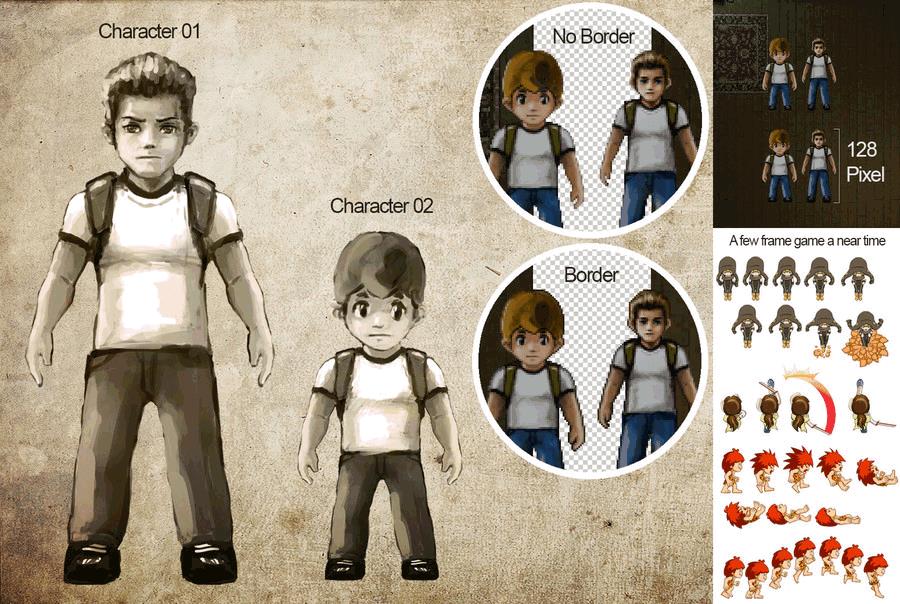 Character 01
Character 02
No Border
Border
128
Pixel
A few frame game a near time